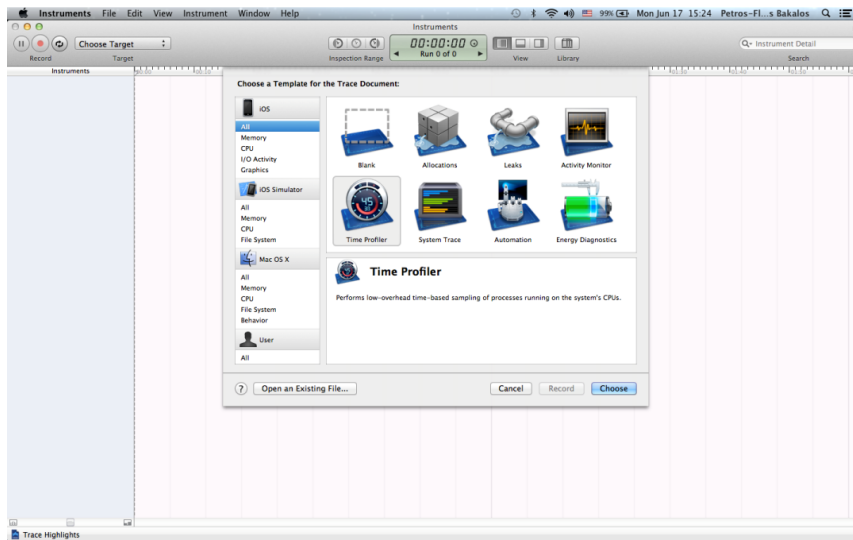 Instruments File Edit View Instrument Window Help 99% Mon Jun 17 15:24 Petros-Fl...s Bakalos
Instruments
Choose Target
00:00:00
Run 0 of 0
Instrument Detail
Record Target Inspection Range View Library Search
Instruments
Choose a Template for the Trace Document:
iOS
All
Memory
CPU
I/O Activity
Graphics
iOS Simulator
All
Memory
CPU
File System
Mac OS X
All
Memory
CPU
File System
Behavior
User
All
Blank Allocations Leaks Activity Monitor
45
Time Profiler System Trace Automation Energy Diagnostics
Time Profiler
Performs low-overhead time-based sampling of processes running on the system's CPUs.
? Open an Existing File... Cancel Record Choose
Trace Highlights